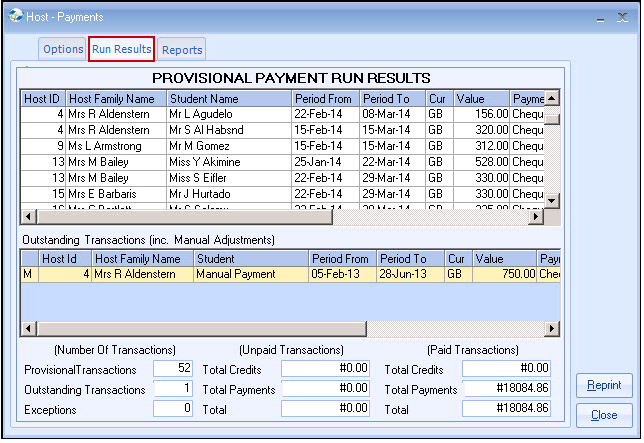 Host - Payments
Options Run Results Reports
PROVISIONAL PAYMENT RUN RESULTS
Host ID Host Family Name Student Name Period From Period To Cur Value Payme
4 Mrs R Aldenstern Mr L Agudelo 22-Feb-14 08-Mar-14 GB 156.00 Chequ
4 Mrs R Aldenstern Mr S Al Habsnd 15-Feb-14 15-Mar-14 GB 320.00 Chequ
9 Ms L Armstrong Mr M Gomez 15-Feb-14 15-Mar-14 GB 312.00 Chequ
13 Mrs M Bailey Miss Y Akimine 25-Jan-14 22-Mar-14 GB 528.00 Chequ
13 Mrs M Bailey Miss S Eifler 22-Feb-14 29-Mar-14 GB 330.00 Chequ
15 Mrs E Barbaris Mr J Hurtado 22-Feb-14 29-Mar-14 GB 330.00 Chequ
Outstanding Transactions (inc. Manual Adjustments)
Host Id Host Family Name Student Period From Period To Cur Value Payı
M 4 Mrs R Aldenstern Manual Payment 05-Feb-13 28-Jun-13 GB 750.00 Che
(Number Of Transactions) (Unpaid Transactions) (Paid Transactions)
ProvisionalTransactions 52 Total Credits #0.00 Total Credits #0.00
Outstanding Transactions 1 Total Payments #0.00 Total Payments #18084.86
Exceptions 0 Total #0.00 Total #18084.86
Reprint
Close